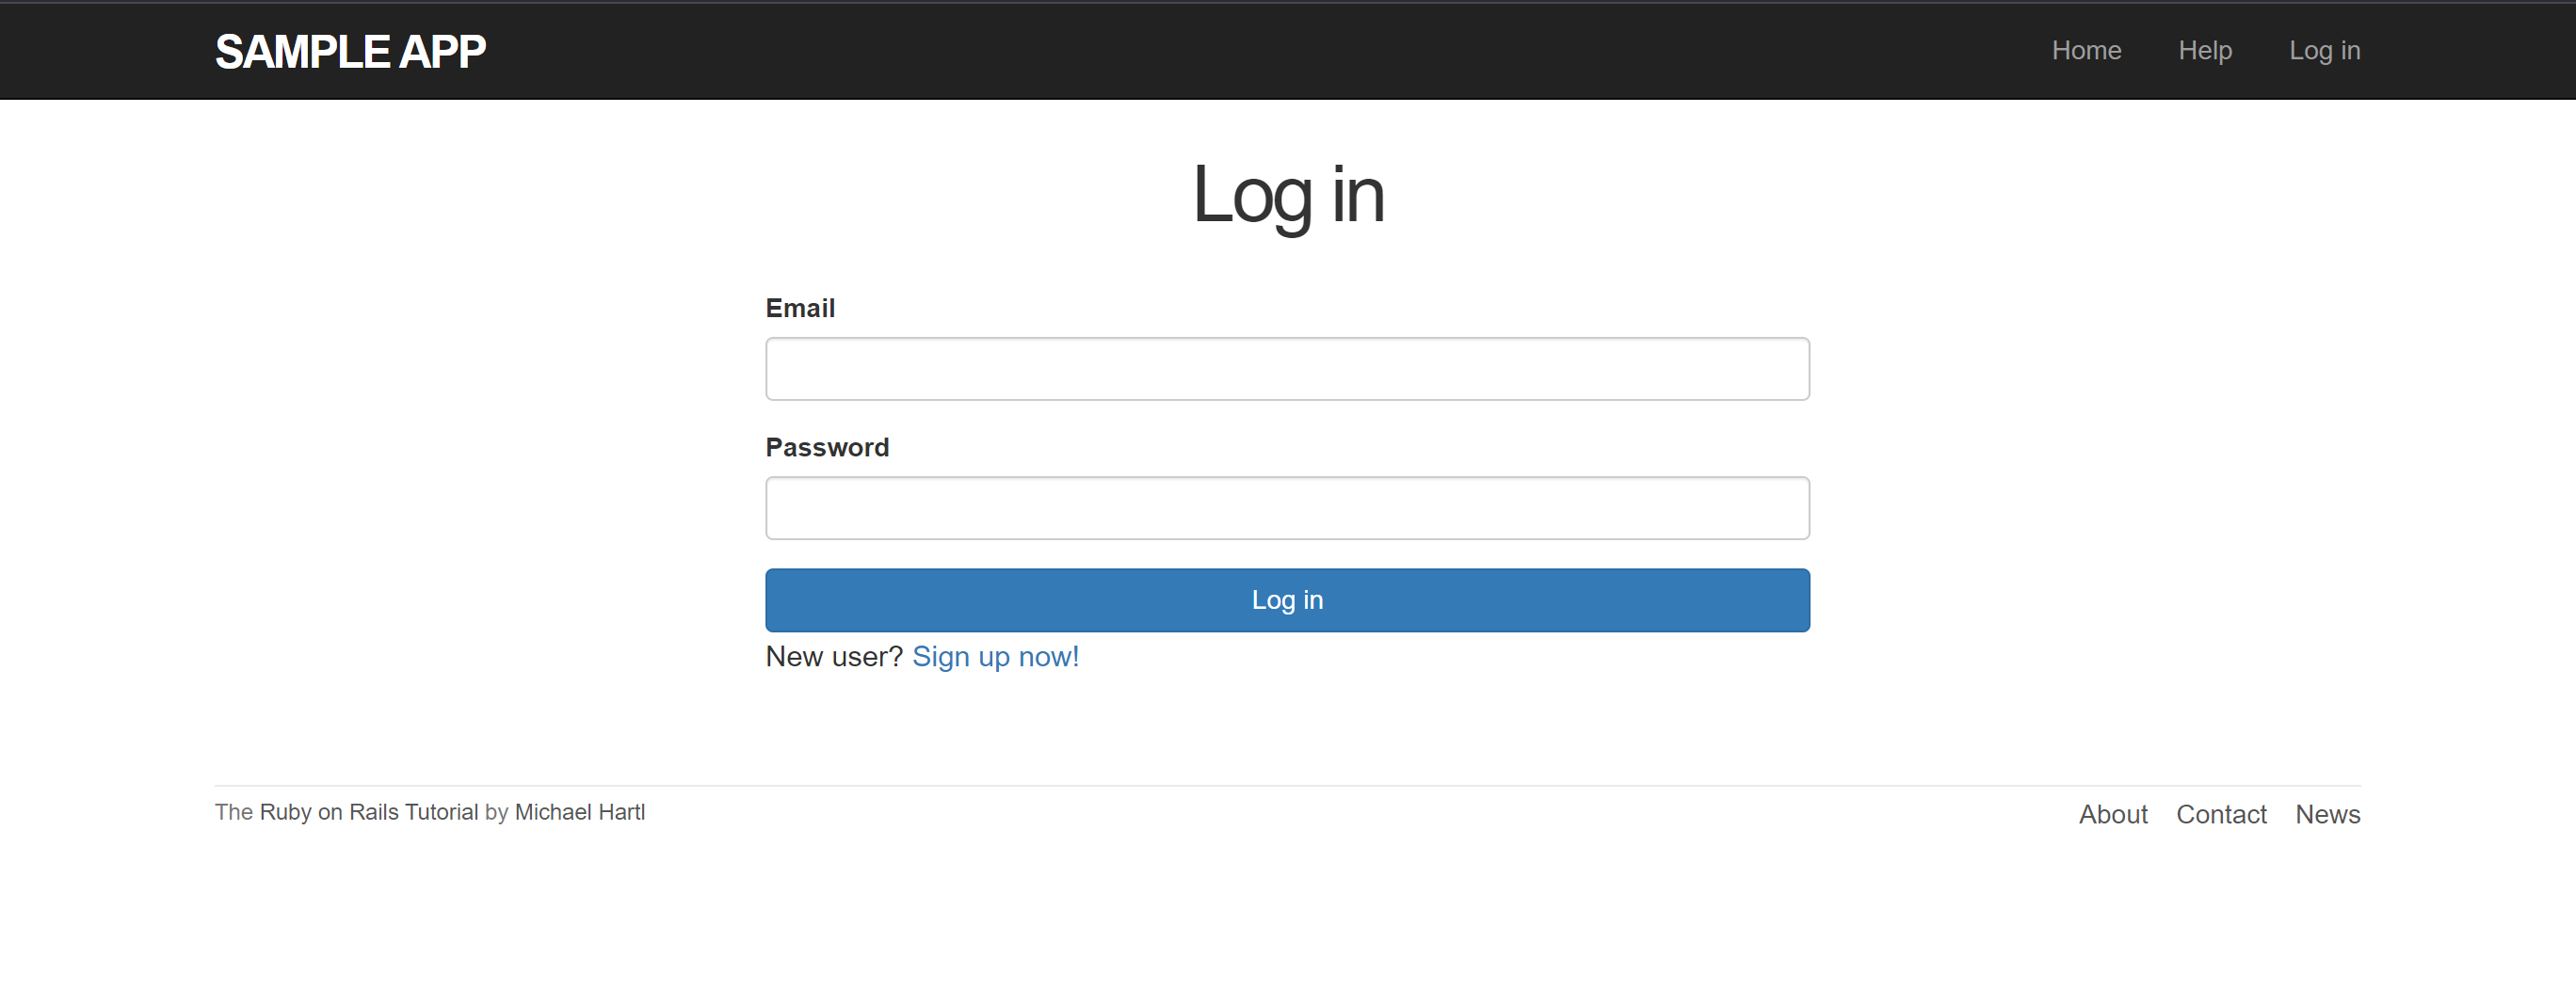 SAMPLE APP
Home Help Log in
Log in
Email
Password
Log in
New user? Sign up now!
The Ruby on Rails Tutorial by Michael Hartl
About Contact News